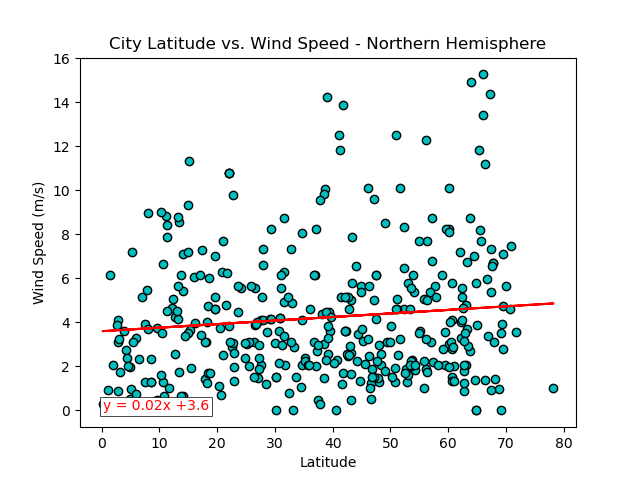 City Latitude vs. Wind Speed - Northern Hemisphere
Wind Speed (m/s)
16
14
12
10
8
6
4
2
0
y = 0.02x +3.6
0 10 20 30 40 50 60 70 80
Latitude